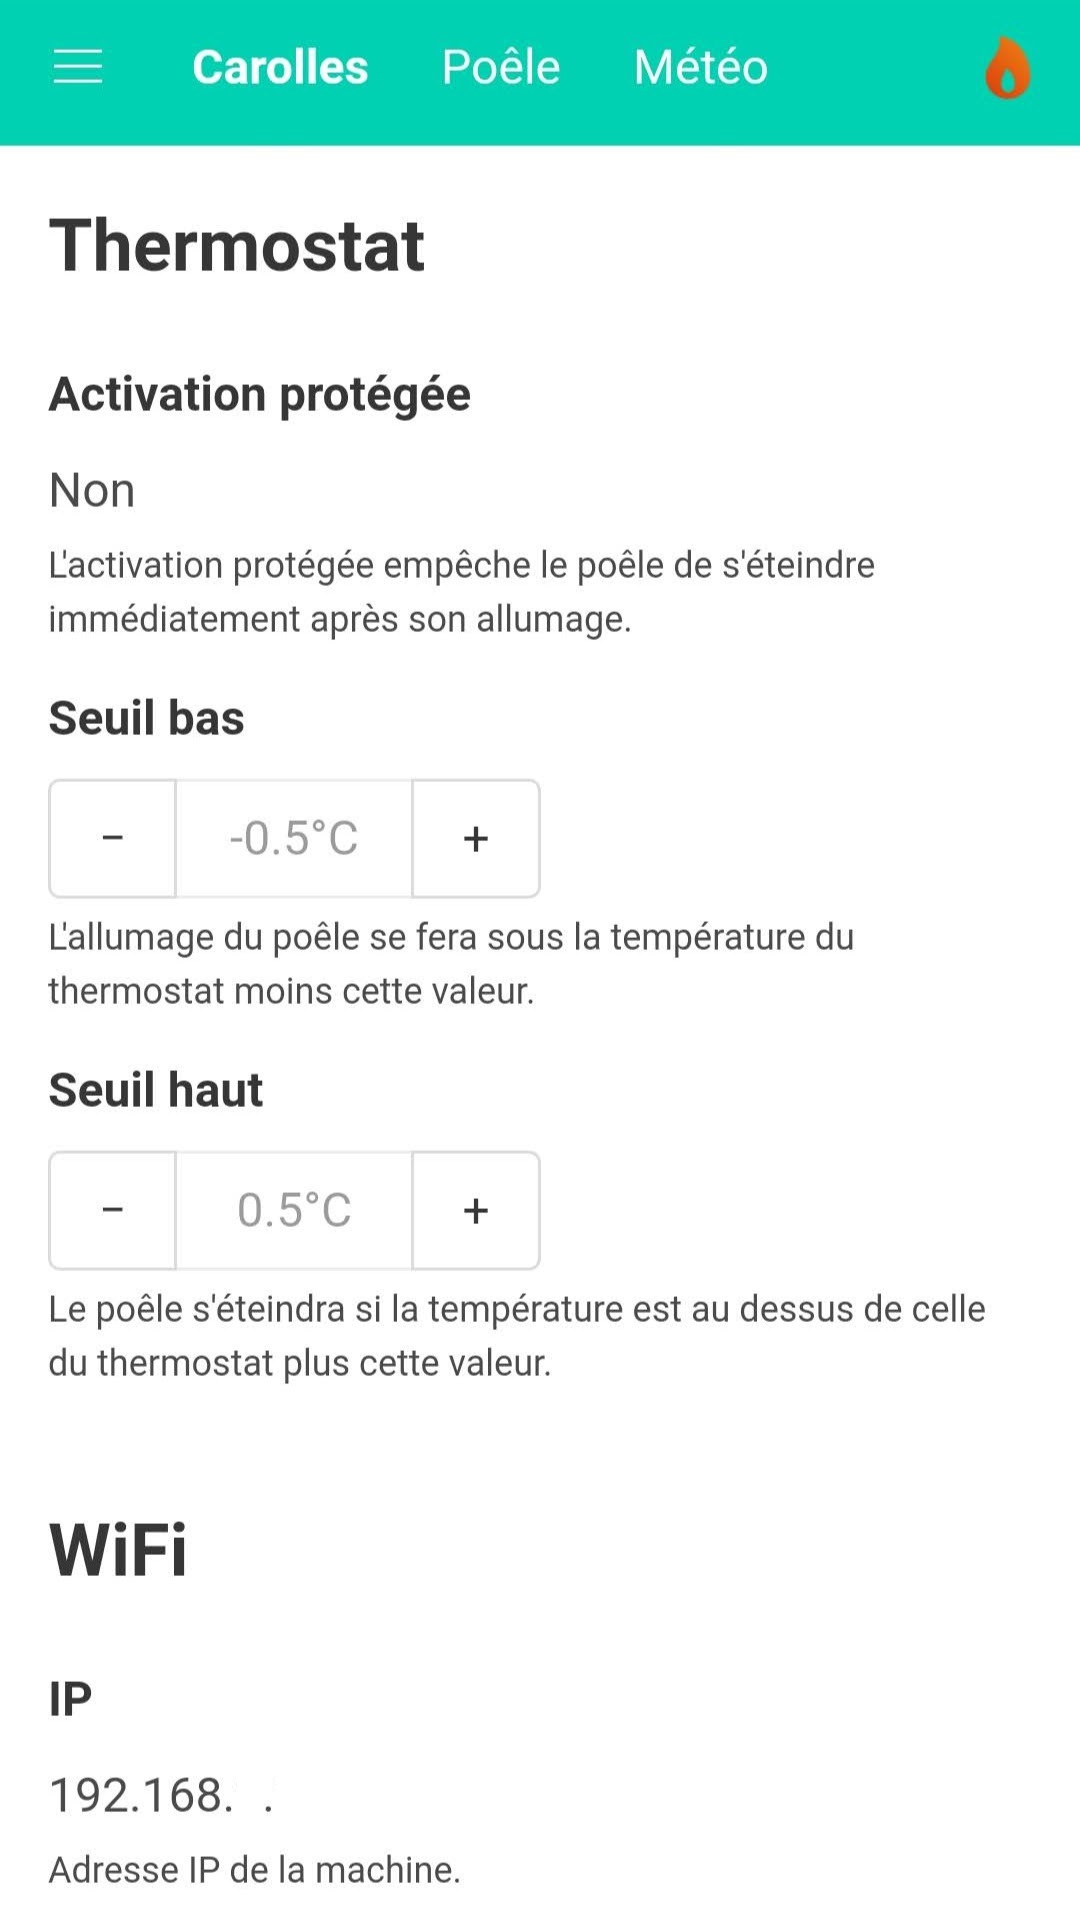 Carolles Poêle Météo
Thermostat
Activation protégée
Non
L'activation protégée empêche le poêle de s'éteindre
immédiatement après son allumage.
Seuil bas
− -0.5°C +
L'allumage du poêle se fera sous la température du
thermostat moins cette valeur.
Seuil haut
− 0.5°C +
Le poêle s'éteindra si la température est au dessus de celle
du thermostat plus cette valeur.
WiFi
IP
192.168. .
Adresse IP de la machine.